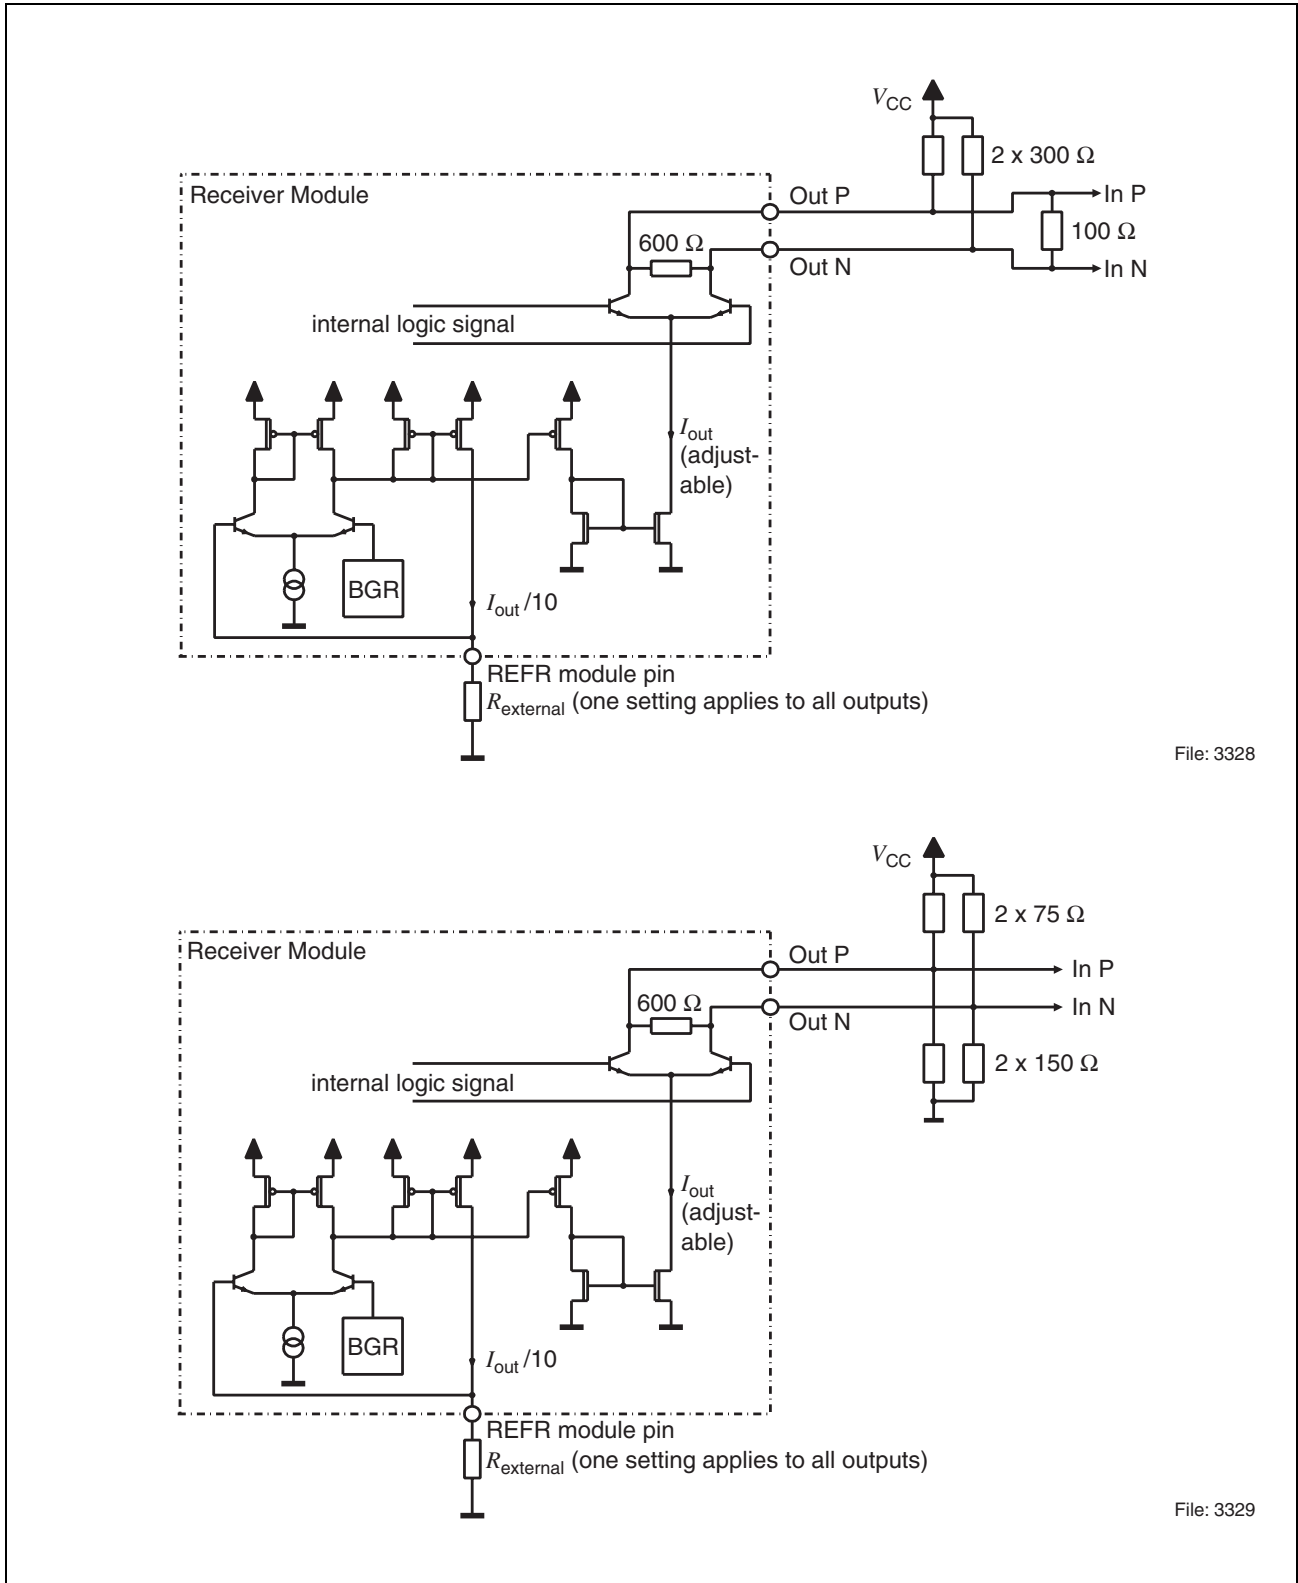 V_CC
2 x 300 Ω
Receiver Module
Out P
In P
600 Ω
100 Ω
Out N
In N
internal logic signal
I_out
(adjust-
able)
BGR
I_out /10
REFR module pin
R_external (one setting applies to all outputs)
File: 3328
V_CC
2 x 75 Ω
Receiver Module
Out P
In P
600 Ω
In N
Out N
2 x 150 Ω
internal logic signal
I_out
(adjust-
able)
BGR
I_out /10
REFR module pin
R_external (one setting applies to all outputs)
File: 3329